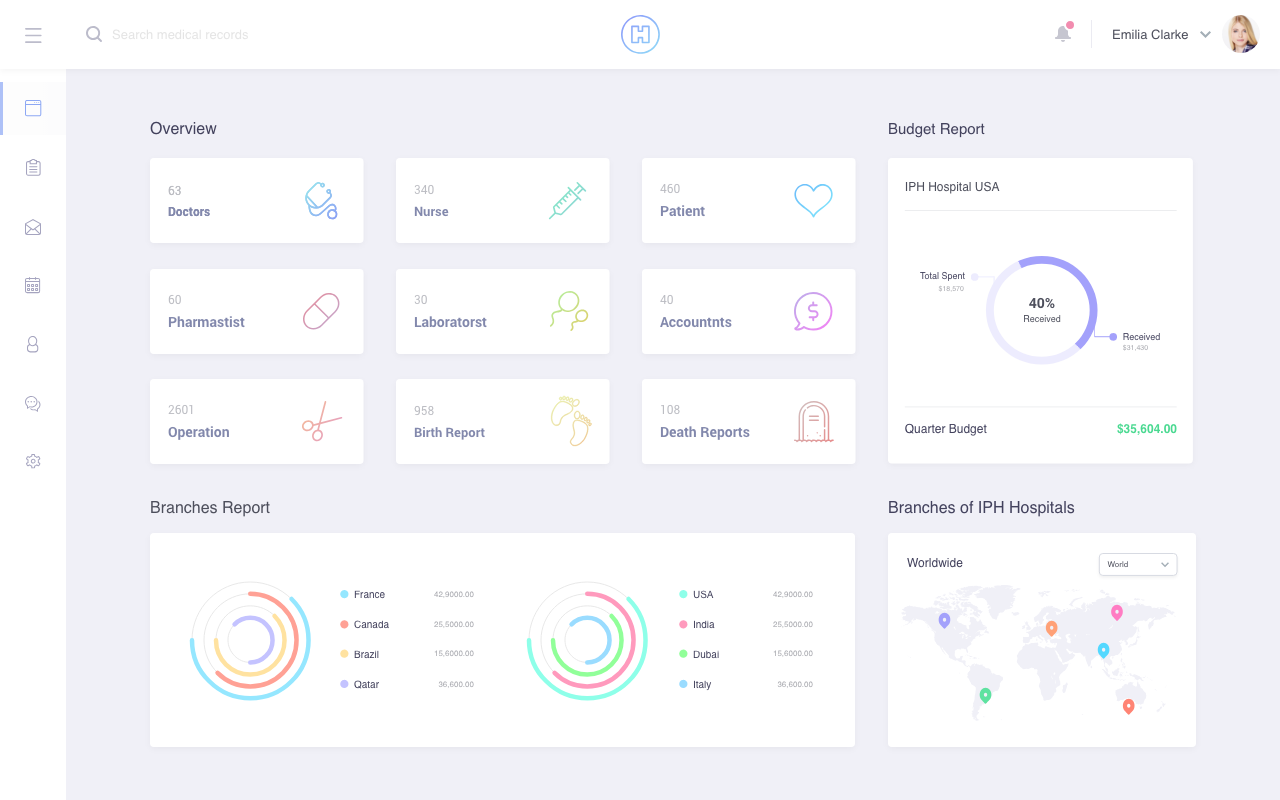 Search medical records
H
Emilia Clarke
Overview
63
Doctors
340
Nurse
460
Patient
60
Pharmastist
30
Laboratorst
40
Accountnts
$
2601
Operation
958
Birth Report
108
Death Reports
Budget Report
IPH Hospital USA
Total Spent
$18,570
40%
Received
Received
$31,430
Quarter Budget
$35,604.00
Branches Report
France 42,9000.00
Canada 25,5000.00
Brazil 15,6000.00
Qatar 36,600.00
USA 42,9000.00
India 25,5000.00
Dubai 15,6000.00
Italy 36,600.00
Branches of IPH Hospitals
Worldwide
World